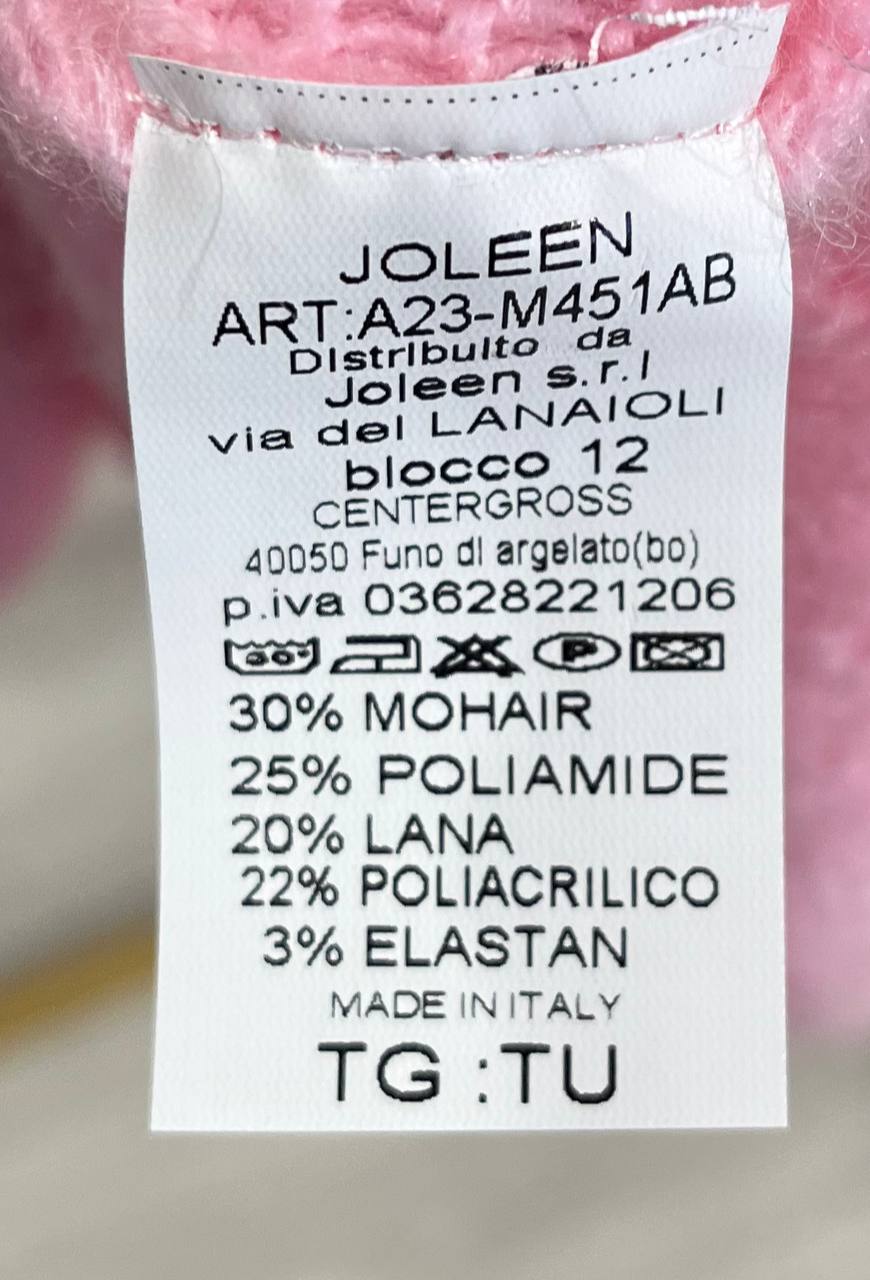 JOLEEN
ART:A23-M451AB
Distribuito da
Joleen s.r.l
via dei LANAIOLI
blocco 12
CENTERGROSS
40050 Funo di argelato(bo)
p.iva 03628221206
P
30% MOHAIR
25% POLIAMIDE
20% LANA
22% POLIACRILICO
3% ELASTAN
MADE IN ITALY
TG :TU